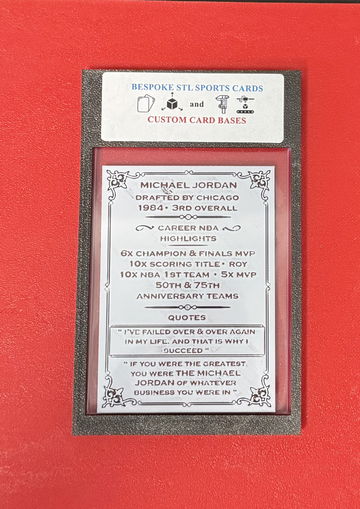 BESPOKE STL SPORTS CARDS
and
CUSTOM CARD BASES
MICHAEL JORDAN
DRAFTED BY CHICAGO
1984 • 3RD OVERALL
CAREER NBA
HIGHLIGHTS
6X CHAMPION & FINALS MVP
10X SCORING TITLE • ROY
10X NBA 1ST TEAM • 5X MVP
50TH & 75TH
ANNIVERSARY TEAMS
QUOTES
" I'VE FAILED OVER & OVER AGAIN
IN MY LIFE. AND THAT IS WHY I
SUCCEED "
" IF YOU WERE THE GREATEST,
YOU WERE THE MICHAEL
JORDAN OF WHATEVER
BUSINESS YOU WERE IN "